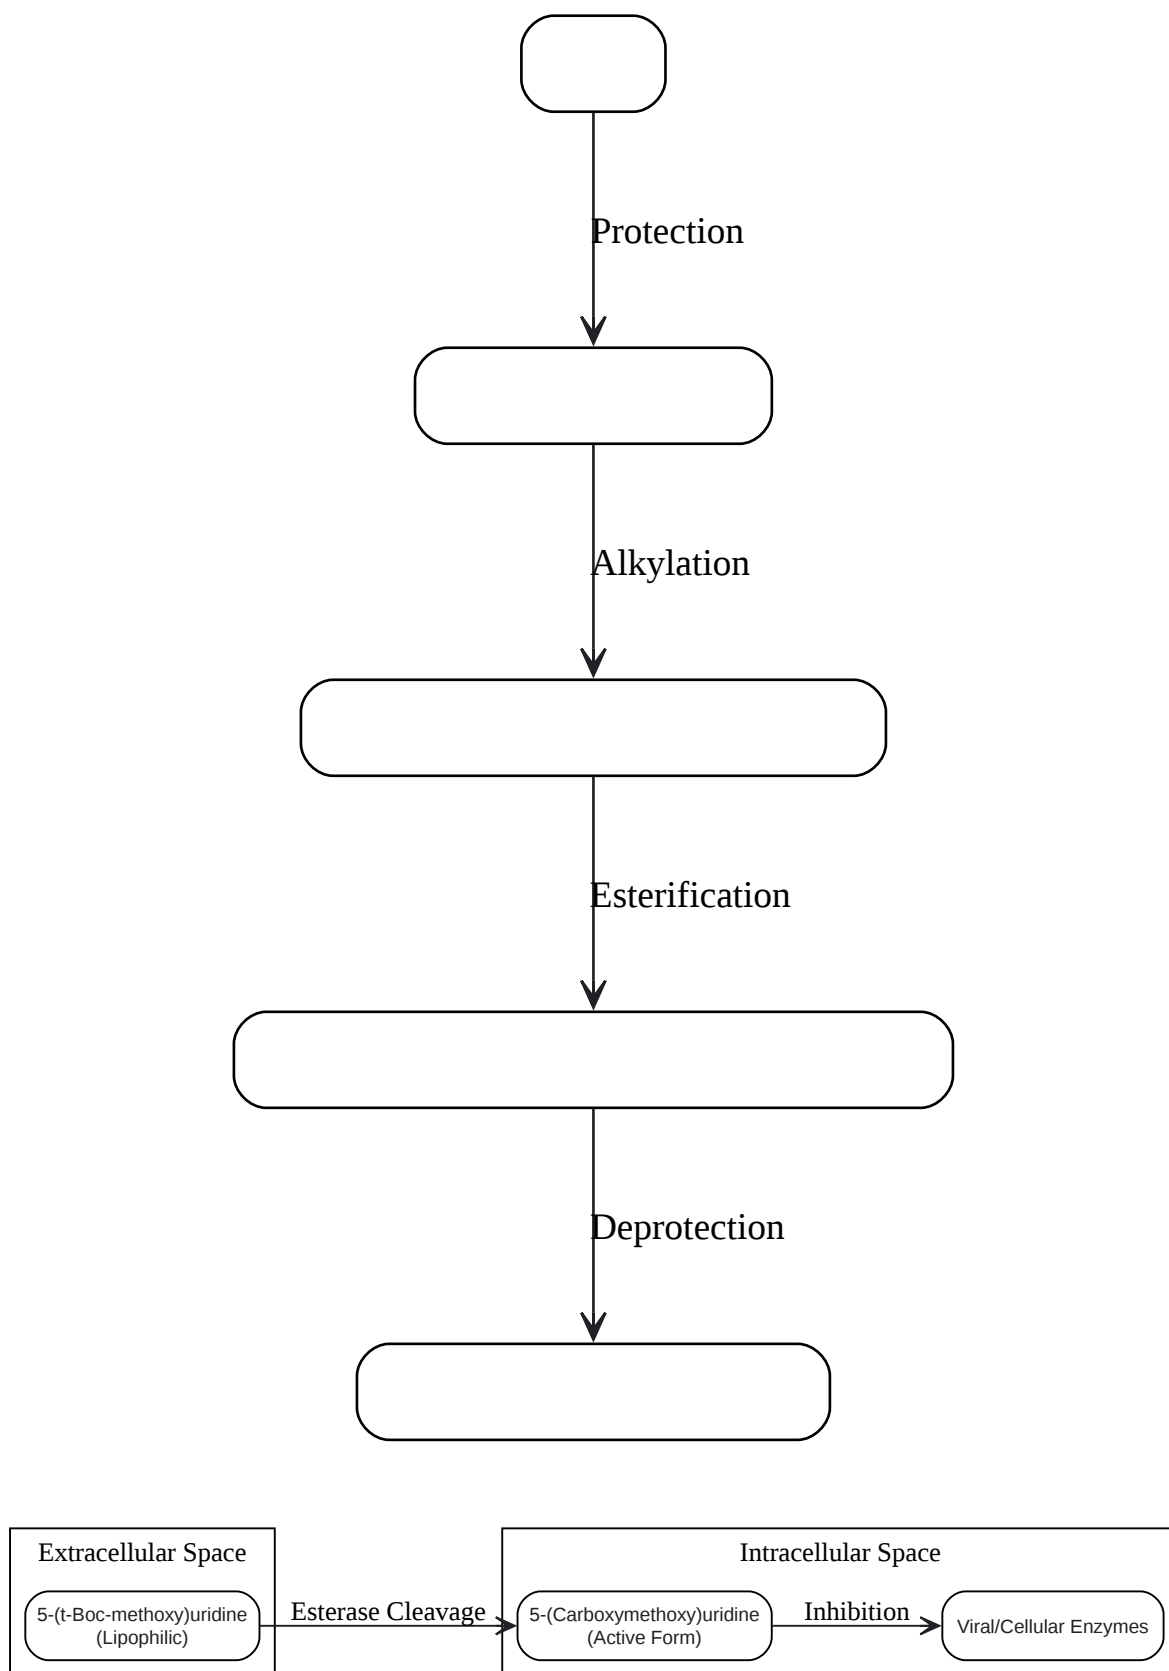 Protection
Alkylation
Esterification
Deprotection
Extracellular Space
Intracellular Space
5-(t-Boc-methoxy)uridine
(Lipophilic)
Esterase Cleavage
5-(Carboxymethoxy)uridine
(Active Form)
Inhibition
Viral/Cellular Enzymes